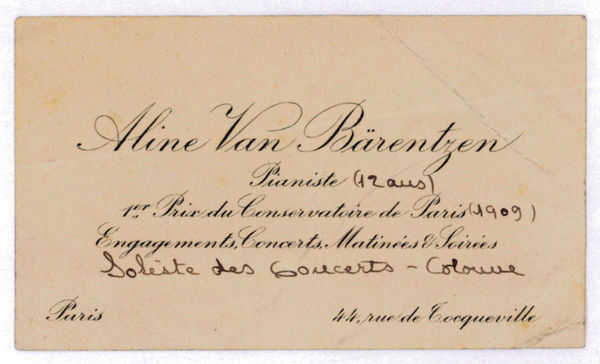 Aline Van Bärentzen
Pianiste (12 ans)
1er Prix du Conservatoire de Paris (1909)
Engagements, Concerts, Matinées & Soirées
Soliste des Concerts - Colonne
Paris 44, rue de Tocqueville